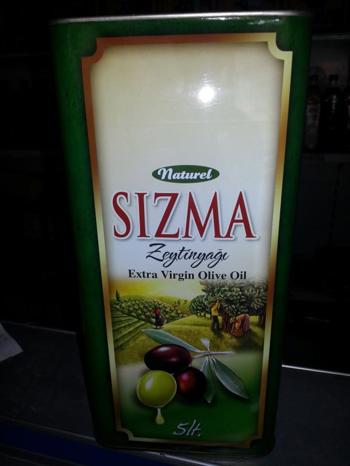 Naturel
SIZMA
Zeytinyağı
Extra Virgin Olive Oil
5lt.